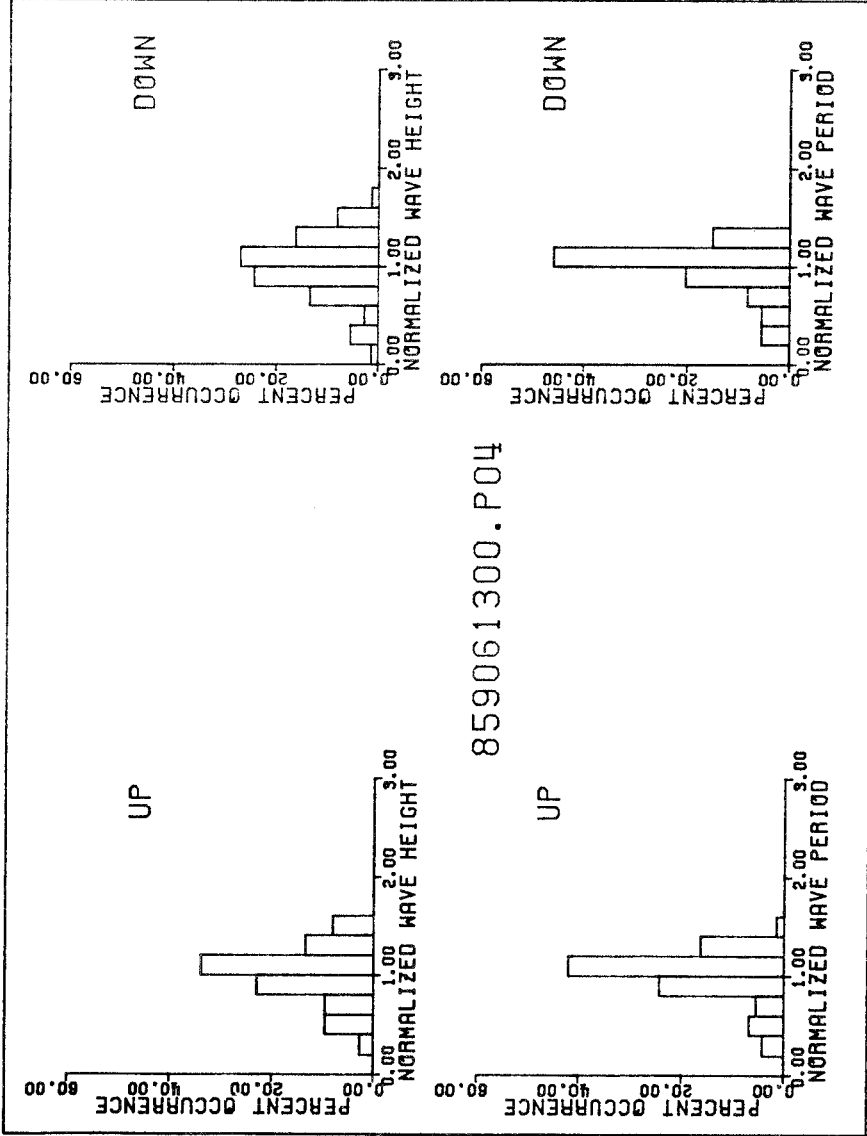 UP
PERCENT OCCURRENCE
60.00
40.00
20.00
0.00
0.00 1.00 2.00 3.00
NORMALIZED WAVE HEIGHT
DOWN
PERCENT OCCURRENCE
60.00
40.00
20.00
0.00
0.00 1.00 2.00 3.00
NORMALIZED WAVE HEIGHT
859061300.P04
UP
PERCENT OCCURRENCE
60.00
40.00
20.00
0.00
0.00 1.00 2.00 3.00
NORMALIZED WAVE PERIOD
DOWN
PERCENT OCCURRENCE
60.00
40.00
20.00
0.00
0.00 1.00 2.00 3.00
NORMALIZED WAVE PERIOD